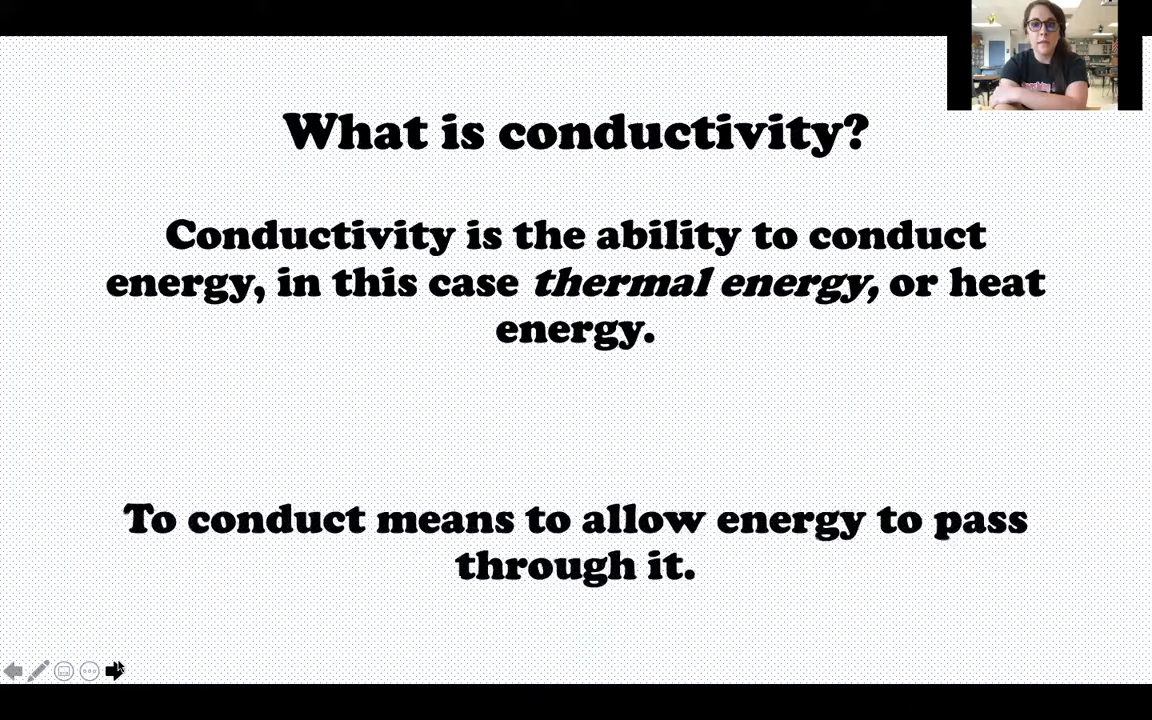 What is conductivity?
Conductivity is the ability to conduct
energy, in this case thermal energy, or heat
energy.
To conduct means to allow energy to pass
through it.